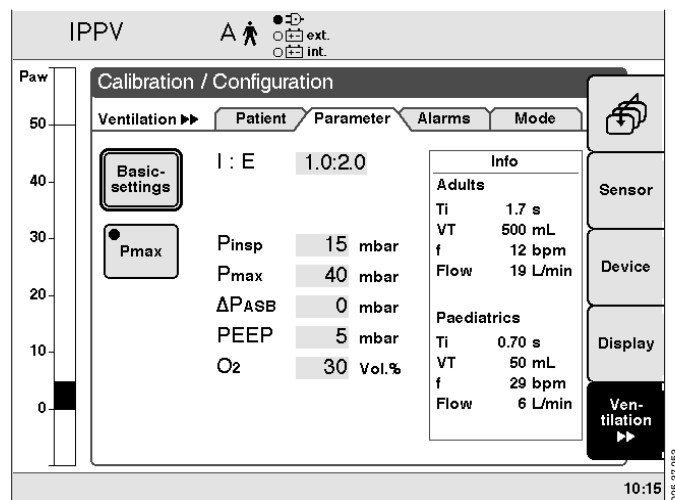 IPPV
A
ext.
int.
Paw
50
40
30
20
10
0
Calibration / Configuration
Ventilation ▶▶
Patient
Parameter
Alarms
Mode
Basic-
settings
Pmax
I : E 1.0:2.0
Pinsp 15 mbar
Pmax 40 mbar
ΔPASB 0 mbar
PEEP 5 mbar
O2 30 Vol.%
Info
Adults
Ti 1.7 s
VT 500 mL
f 12 bpm
Flow 19 L/min
Paediatrics
Ti 0.70 s
VT 50 mL
f 29 bpm
Flow 6 L/min
Sensor
Device
Display
Ven-
tilation
▶▶
10:15